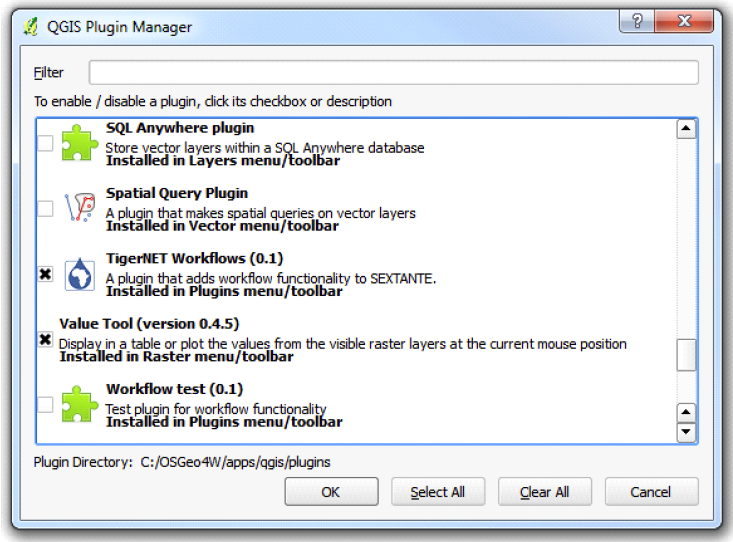 QGIS Plugin Manager
?
X
Filter
To enable / disable a plugin, click its checkbox or description
SQL Anywhere plugin
Store vector layers within a SQL Anywhere database
Installed in Layers menu/toolbar
Spatial Query Plugin
A plugin that makes spatial queries on vector layers
Installed in Vector menu/toolbar
TigerNET Workflows (0.1)
A plugin that adds workflow functionality to SEXTANTE.
Installed in Plugins menu/toolbar
Value Tool (version 0.4.5)
Display in a table or plot the values from the visible raster layers at the current mouse position
Installed in Raster menu/toolbar
Workflow test (0.1)
Test plugin for workflow functionality
Installed in Plugins menu/toolbar
Plugin Directory: C:/OSGeo4W/apps/qgis/plugins
OK Select All Clear All Cancel